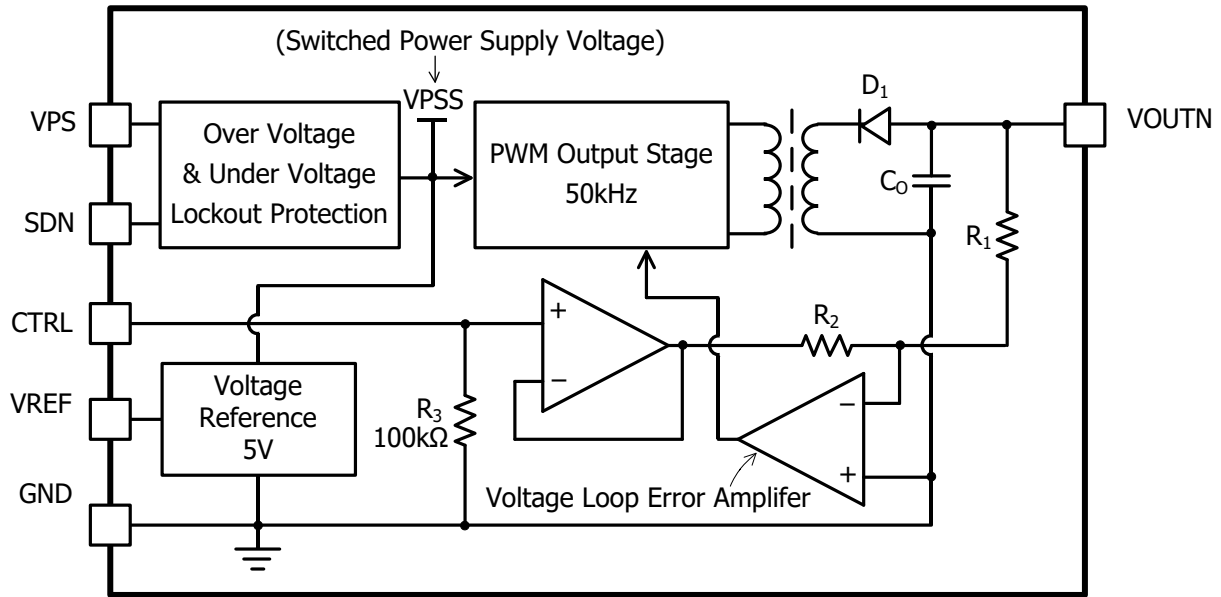 (Switched Power Supply Voltage)
VPSS
D1
VPS
VOUTN
Over Voltage
& Under Voltage
Lockout Protection
PWM Output Stage
50kHz
CO
SDN
R1
CTRL
+
−
R2
VREF
Voltage
Reference
5V
R3
100kΩ
−
+
GND
Voltage Loop Error Amplifer